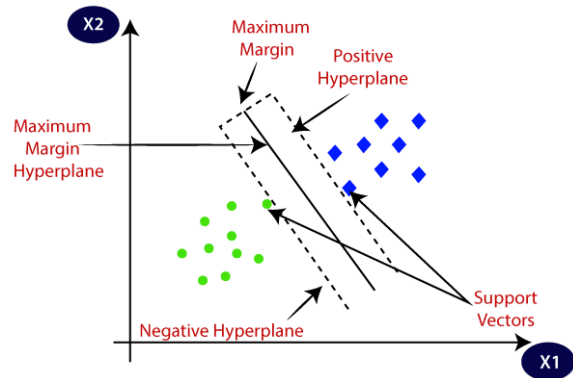 X2
Maximum
Margin
Positive
Hyperplane
Maximum
Margin
Hyperplane
Support
Vectors
Negative Hyperplane
X1